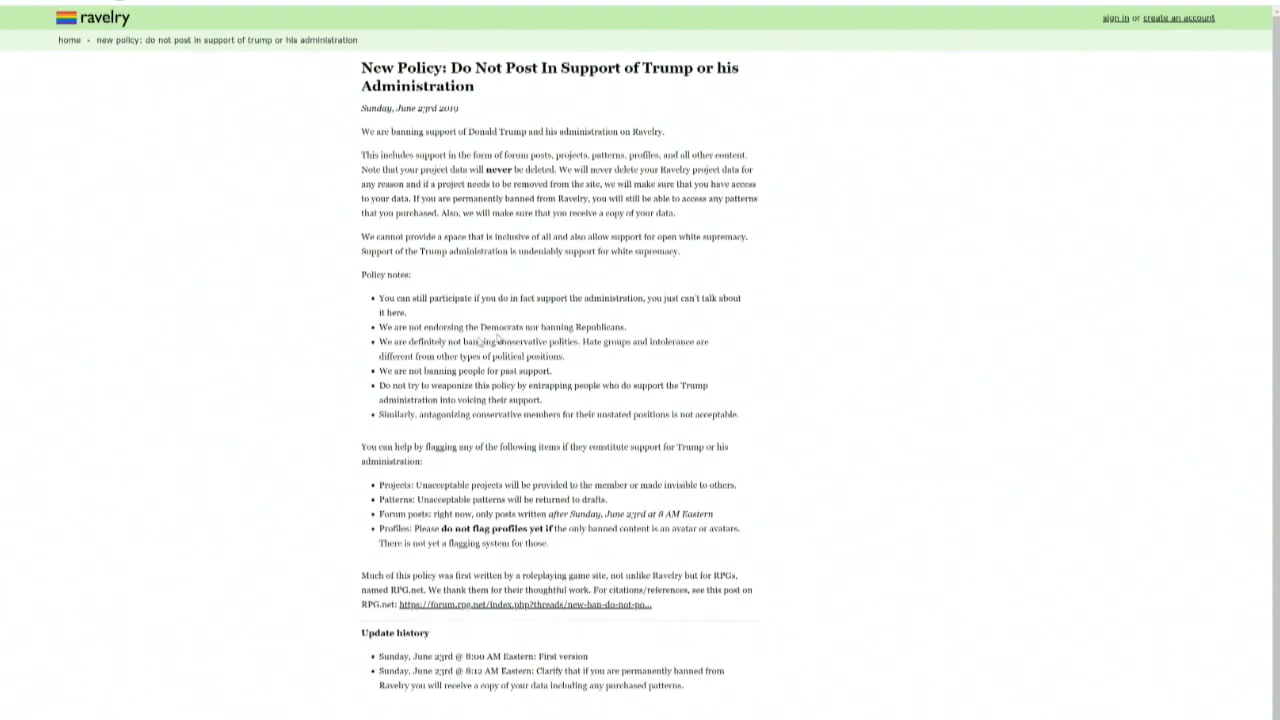 ravelry
sign in or create an account
home • new policy: do not post in support of trump or his administration
New Policy: Do Not Post In Support of Trump or his
Administration
Sunday, June 23rd 2019
We are banning support of Donald Trump and his administration on Ravelry.
This includes support in the form of forum posts, projects, patterns, profiles, and all other content.
Note that your project data will never be deleted. We will never delete your Ravelry project data for
any reason and if a project needs to be removed from the site, we will make sure that you have access
to your data. If you are permanently banned from Ravelry, you will still be able to access any patterns
that you purchased. Also, we will make sure that you receive a copy of your data.
We cannot provide a space that is inclusive of all and also allow support for open white supremacy.
Support of the Trump administration is undeniably support for white supremacy.
Policy notes:
• You can still participate if you do in fact support the administration, you just can't talk about
it here.
• We are not endorsing the Democrats nor banning Republicans.
• We are definitely not banning conservative politics. Hate groups and intolerance are
different from other types of political positions.
• We are not banning people for past support.
• Do not try to weaponize this policy by entrapping people who do support the Trump
administration into voicing their support.
• Similarly, antagonizing conservative members for their unstated positions is not acceptable.
You can help by flagging any of the following items if they constitute support for Trump or his
administration:
• Projects: Unacceptable projects will be provided to the member or made invisible to others.
• Patterns: Unacceptable patterns will be returned to drafts.
• Forum posts: right now, only posts written after Sunday, June 23rd at 8 AM Eastern
• Profiles: Please do not flag profiles yet if the only banned content is an avatar or avatars.
There is not yet a flagging system for those.
Much of this policy was first written by a roleplaying game site, not unlike Ravelry but for RPGs,
named RPG.net. We thank them for their thoughtful work. For citations/references, see this post on
RPG.net: https://forum.rpg.net/index.php?threads/new-ban-do-not-po...
Update history
• Sunday, June 23rd @ 8:00 AM Eastern: First version
• Sunday, June 23rd @ 8:12 AM Eastern: Clarify that if you are permanently banned from
Ravelry you will receive a copy of your data including any purchased patterns.